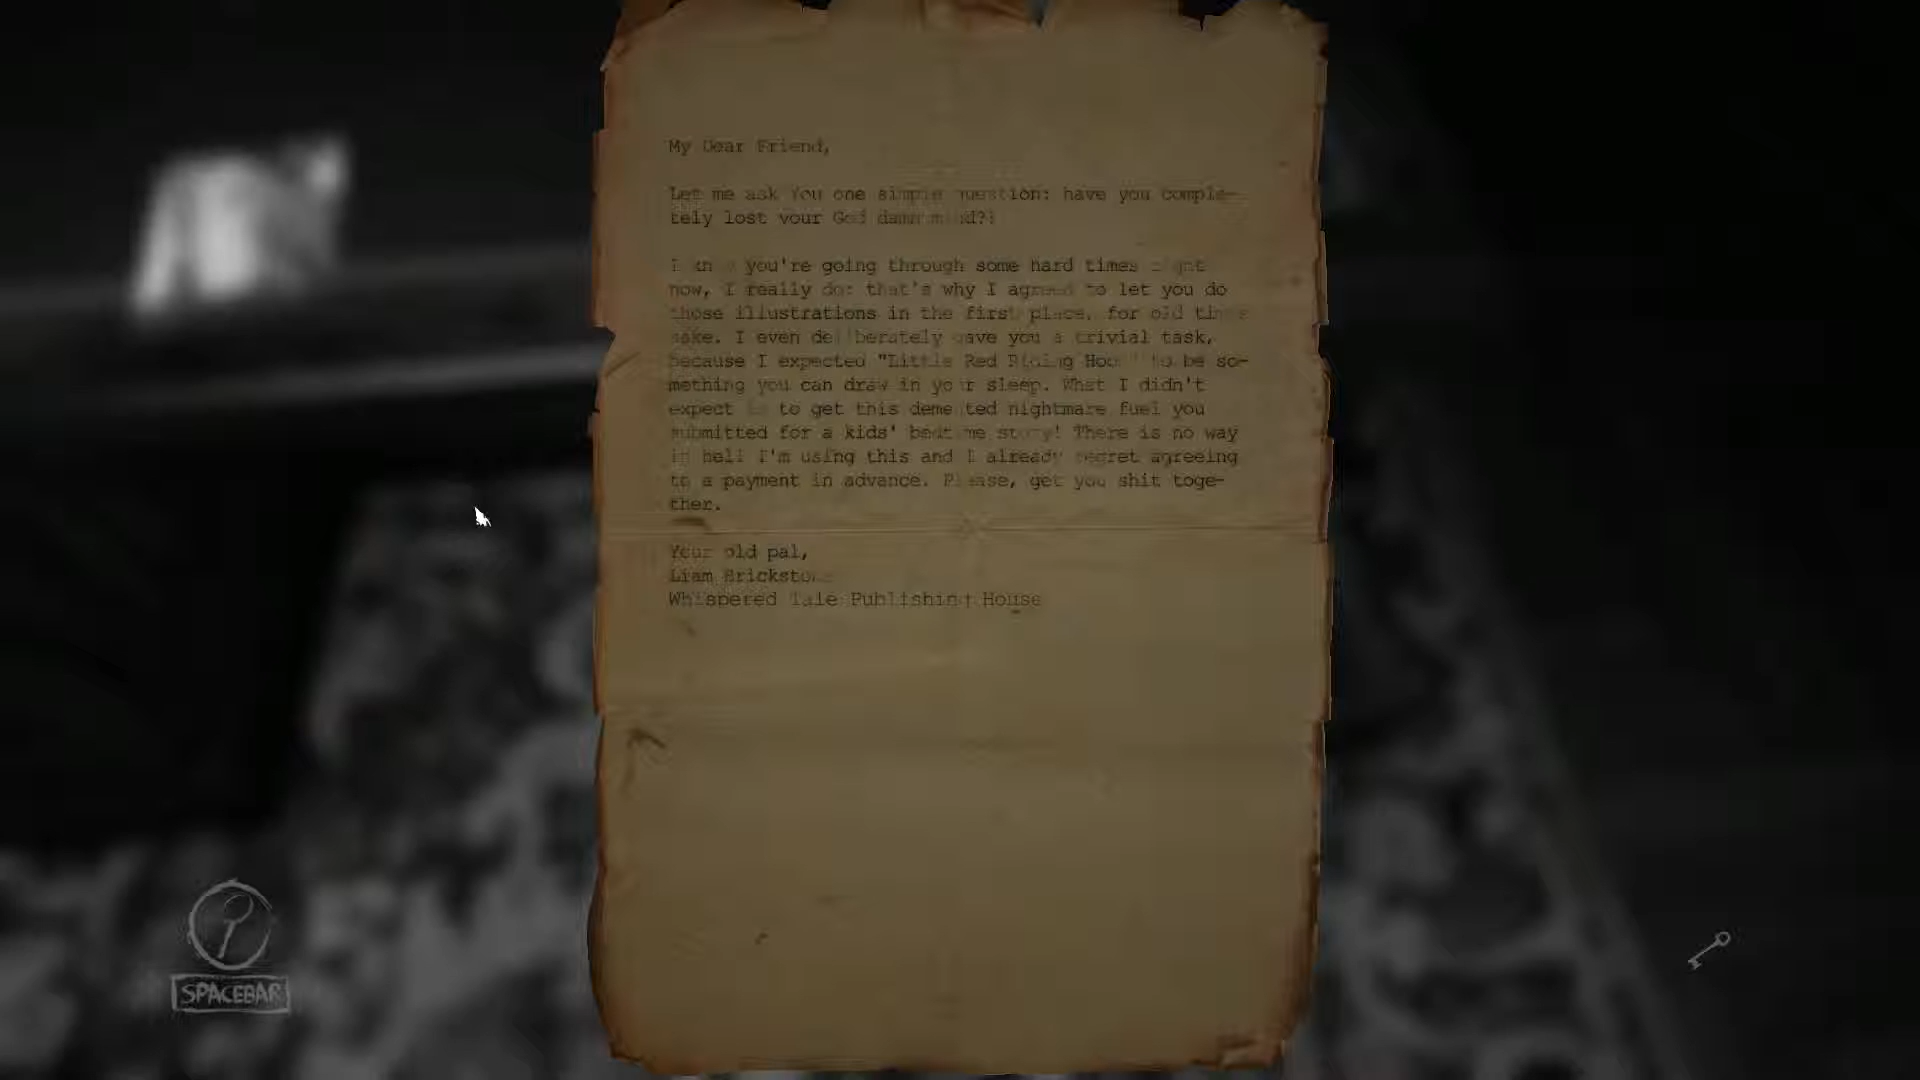 My Dear Friend,
Let me ask You one simple question: have you comple-
tely lost your God damn mind?!
I know you're going through some hard times right
now, I really do: that's why I agreed to let you do
those illustrations in the first place, for old times
sake. I even deliberately gave you a trivial task,
because I expected "Little Red Riding Hood" to be so-
mething you can draw in your sleep. What I didn't
expect is to get this demented nightmare fuel you
submitted for a kids' bedtime story! There is no way
in hell I'm using this and I already regret agreeing
to a payment in advance. Please, get you shit toge-
ther.
Your old pal,
Liam Brickstone
Whispered Tale Publishing House
SPACEBAR